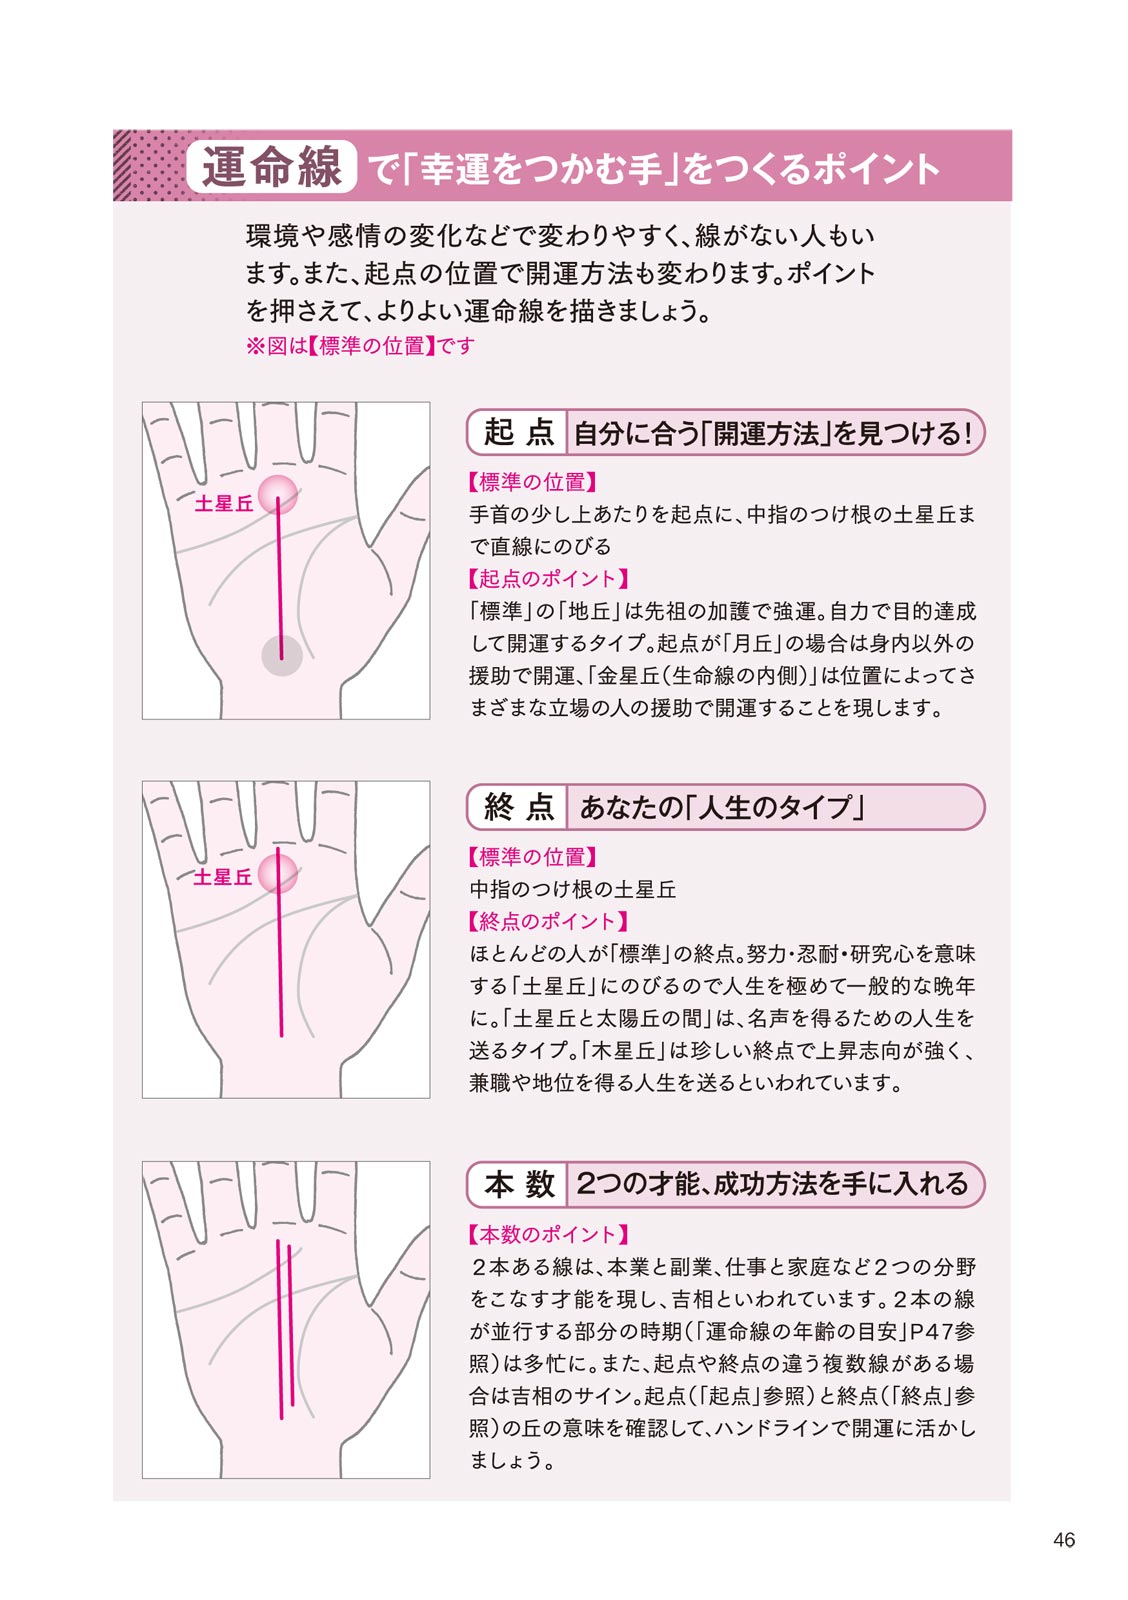 運命線で「幸運をつかむ手」をつくるポイント
環境や感情の変化などで変わりやすく、線がない人もい
ます。また、起点の位置で開運方法も変わります。ポイント
を押さえて、よりよい運命線を描きましょう。
※図は【標準の位置】です
土星丘
起点 自分に合う「開運方法」を見つける！
【標準の位置】
手首の少し上あたりを起点に、中指のつけ根の土星丘ま
で直線にのびる
【起点のポイント】
「標準」の「地丘」は先祖の加護で強運。自力で目的達成
して開運するタイプ。起点が「月丘」の場合は身内以外の
援助で開運、「金星丘（生命線の内側）」は位置によってさ
まざまな立場の人の援助で開運することを現します。
土星丘
終点 あなたの「人生のタイプ」
【標準の位置】
中指のつけ根の土星丘
【終点のポイント】
ほとんどの人が「標準」の終点。努力・忍耐・研究心を意味
する「土星丘」にのびるので人生を極めて一般的な晩年
に。「土星丘と太陽丘の間」は、名声を得るための人生を
送るタイプ。「木星丘」は珍しい終点で上昇志向が強く、
兼職や地位を得る人生を送るといわれています。
本数 2つの才能、成功方法を手に入れる
【本数のポイント】
２本ある線は、本業と副業、仕事と家庭など２つの分野
をこなす才能を現し、吉相といわれています。２本の線
が並行する部分の時期（「運命線の年齢の目安」P47参
照）は多忙に。また、起点や終点の違う複数線がある場
合は吉相のサイン。起点（「起点」参照）と終点（「終点」参
照）の丘の意味を確認して、ハンドラインで開運に活かし
ましょう。
46